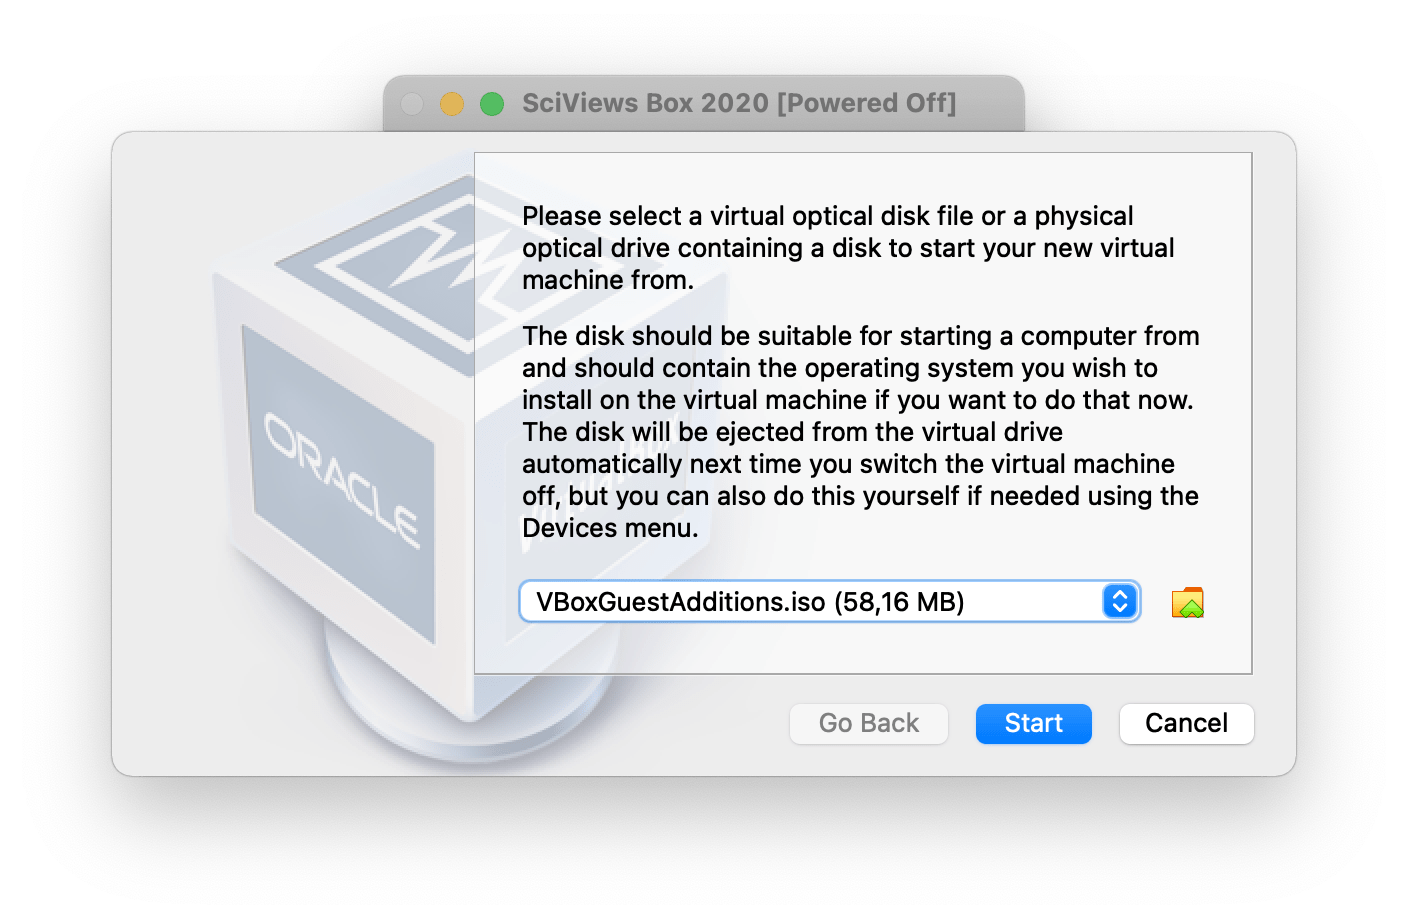 SciViews Box 2020 [Powered Off]
Please select a virtual optical disk file or a physical
optical drive containing a disk to start your new virtual
machine from.
The disk should be suitable for starting a computer from
and should contain the operating system you wish to
install on the virtual machine if you want to do that now.
The disk will be ejected from the virtual drive
automatically next time you switch the virtual machine
off, but you can also do this yourself if needed using the
Devices menu.
ORACLE
VirtualBox
VBoxGuestAdditions.iso (58,16 MB)
Go Back
Start
Cancel